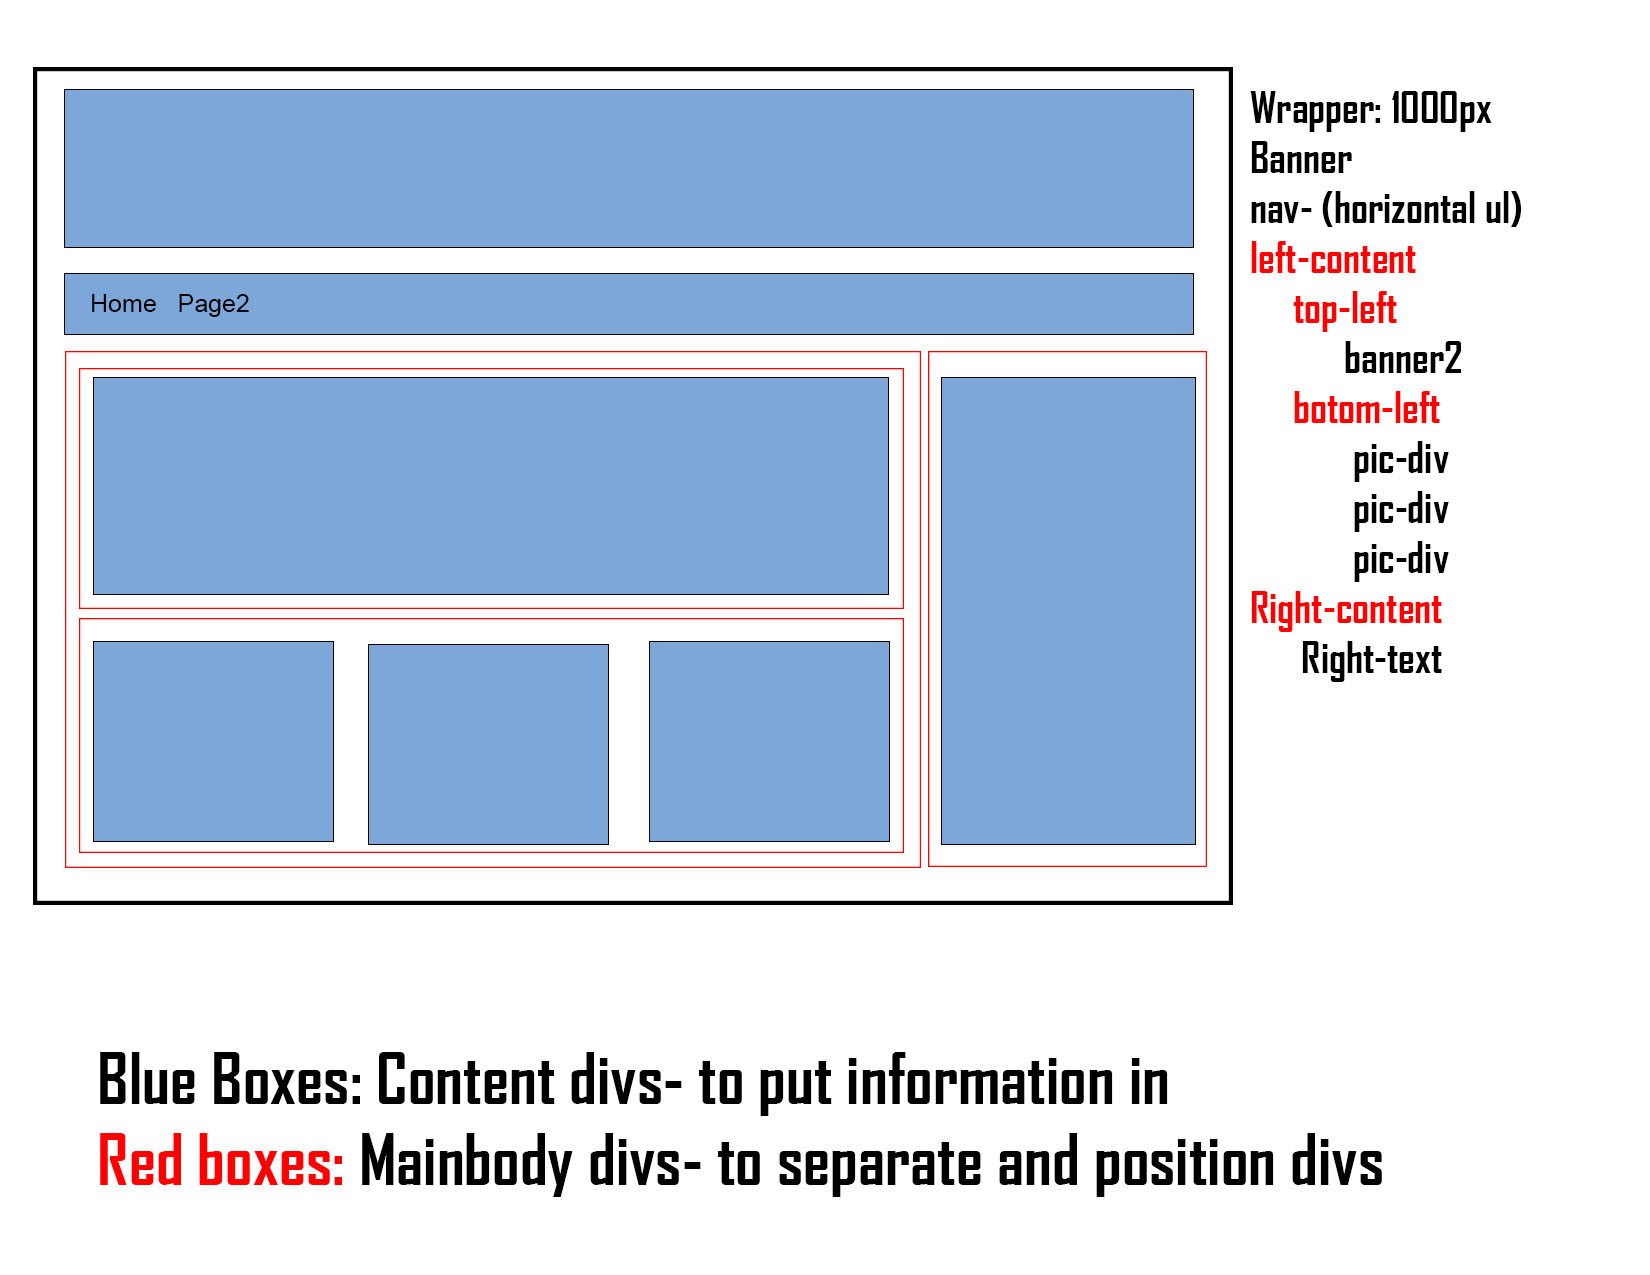 Home Page2
Wrapper: 1000px
Banner
nav- (horizontal ul)
left-content
top-left
banner2
botom-left
pic-div
pic-div
pic-div
Right-content
Right-text
Blue Boxes: Content divs- to put information in
Red boxes: Mainbody divs- to separate and position divs